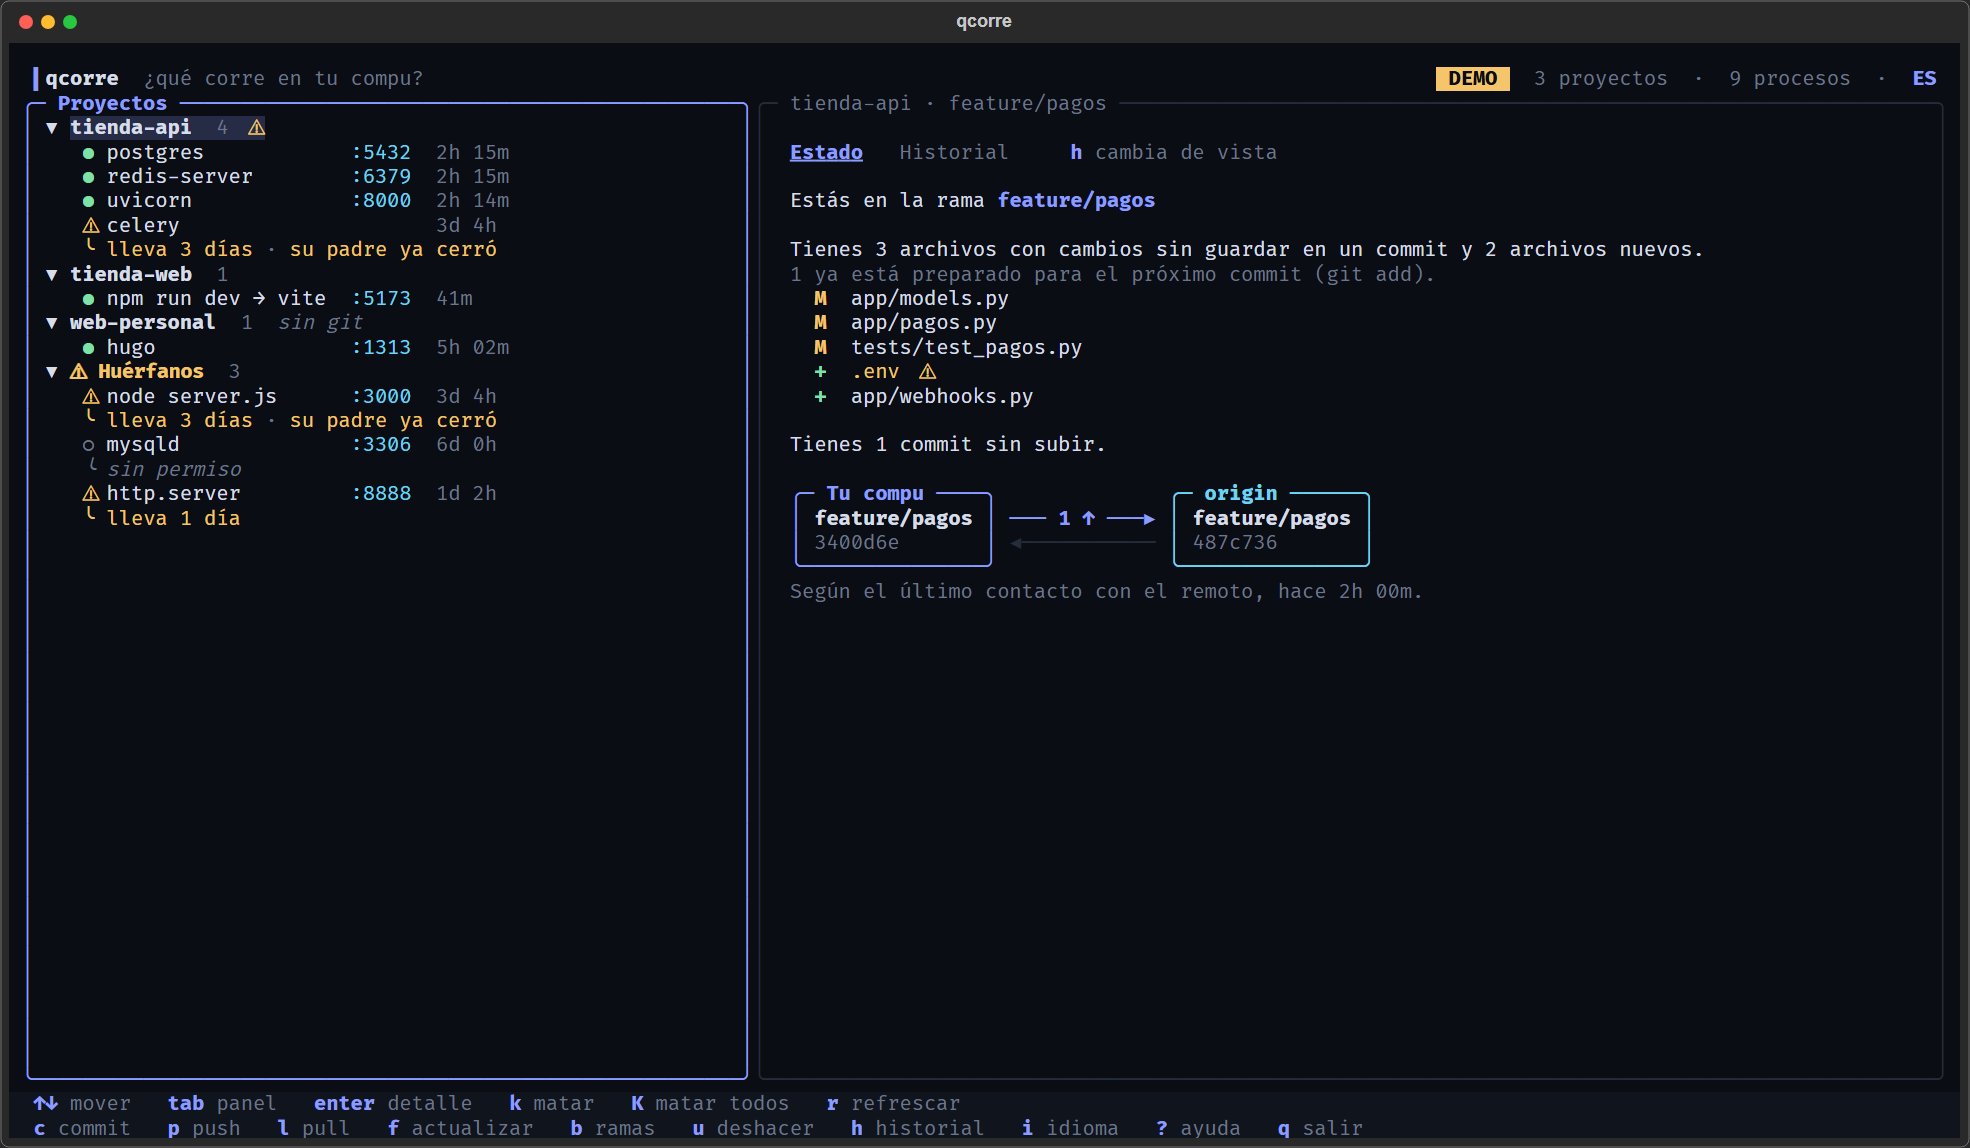 qcorre
qcorre ¿qué corre en tu compu? DEMO 3 proyectos · 9 procesos · ES
Proyectos
▼ tienda-api 4 ⚠
● postgres :5432 2h 15m
● redis-server :6379 2h 15m
● uvicorn :8000 2h 14m
⚠ celery 3d 4h
╰ lleva 3 días · su padre ya cerró
▼ tienda-web 1
● npm run dev → vite :5173 41m
▼ web-personal 1 sin git
● hugo :1313 5h 02m
▼ ⚠ Huérfanos 3
⚠ node server.js :3000 3d 4h
╰ lleva 3 días · su padre ya cerró
○ mysqld :3306 6d 0h
╰ sin permiso
⚠ http.server :8888 1d 2h
╰ lleva 1 día
tienda-api · feature/pagos
Estado Historial h cambia de vista
Estás en la rama feature/pagos
Tienes 3 archivos con cambios sin guardar en un commit y 2 archivos nuevos.
1 ya está preparado para el próximo commit (git add).
M app/models.py
M app/pagos.py
M tests/test_pagos.py
+ .env ⚠
+ app/webhooks.py
Tienes 1 commit sin subir.
Tu compu origin
feature/pagos ── 1 ↑ ──▶ feature/pagos
3400d6e ◀── 487c736
Según el último contacto con el remoto, hace 2h 00m.
↑↓ mover tab panel enter detalle k matar K matar todos r refrescar
c commit p push l pull f actualizar b ramas u deshacer h historial i idioma ? ayuda q salir